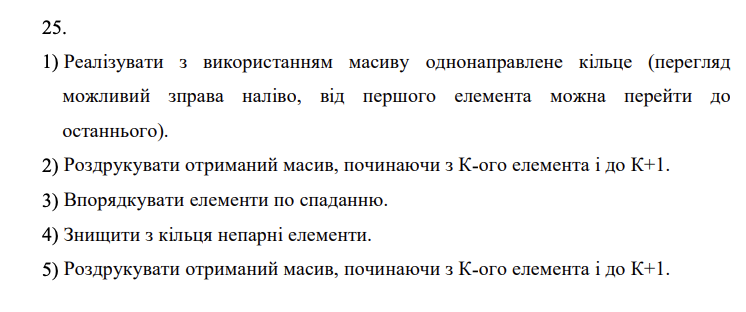 25.
1) Реалізувати з використанням масиву однонаправлене кільце (перегляд
можливий зправа наліво, від першого елемента можна перейти до
останнього).
2) Роздрукувати отриманий масив, починаючи з К-ого елемента і до К+1.
3) Впорядкувати елементи по спаданню.
4) Знищити з кільця непарні елементи.
5) Роздрукувати отриманий масив, починаючи з К-ого елемента і до К+1.